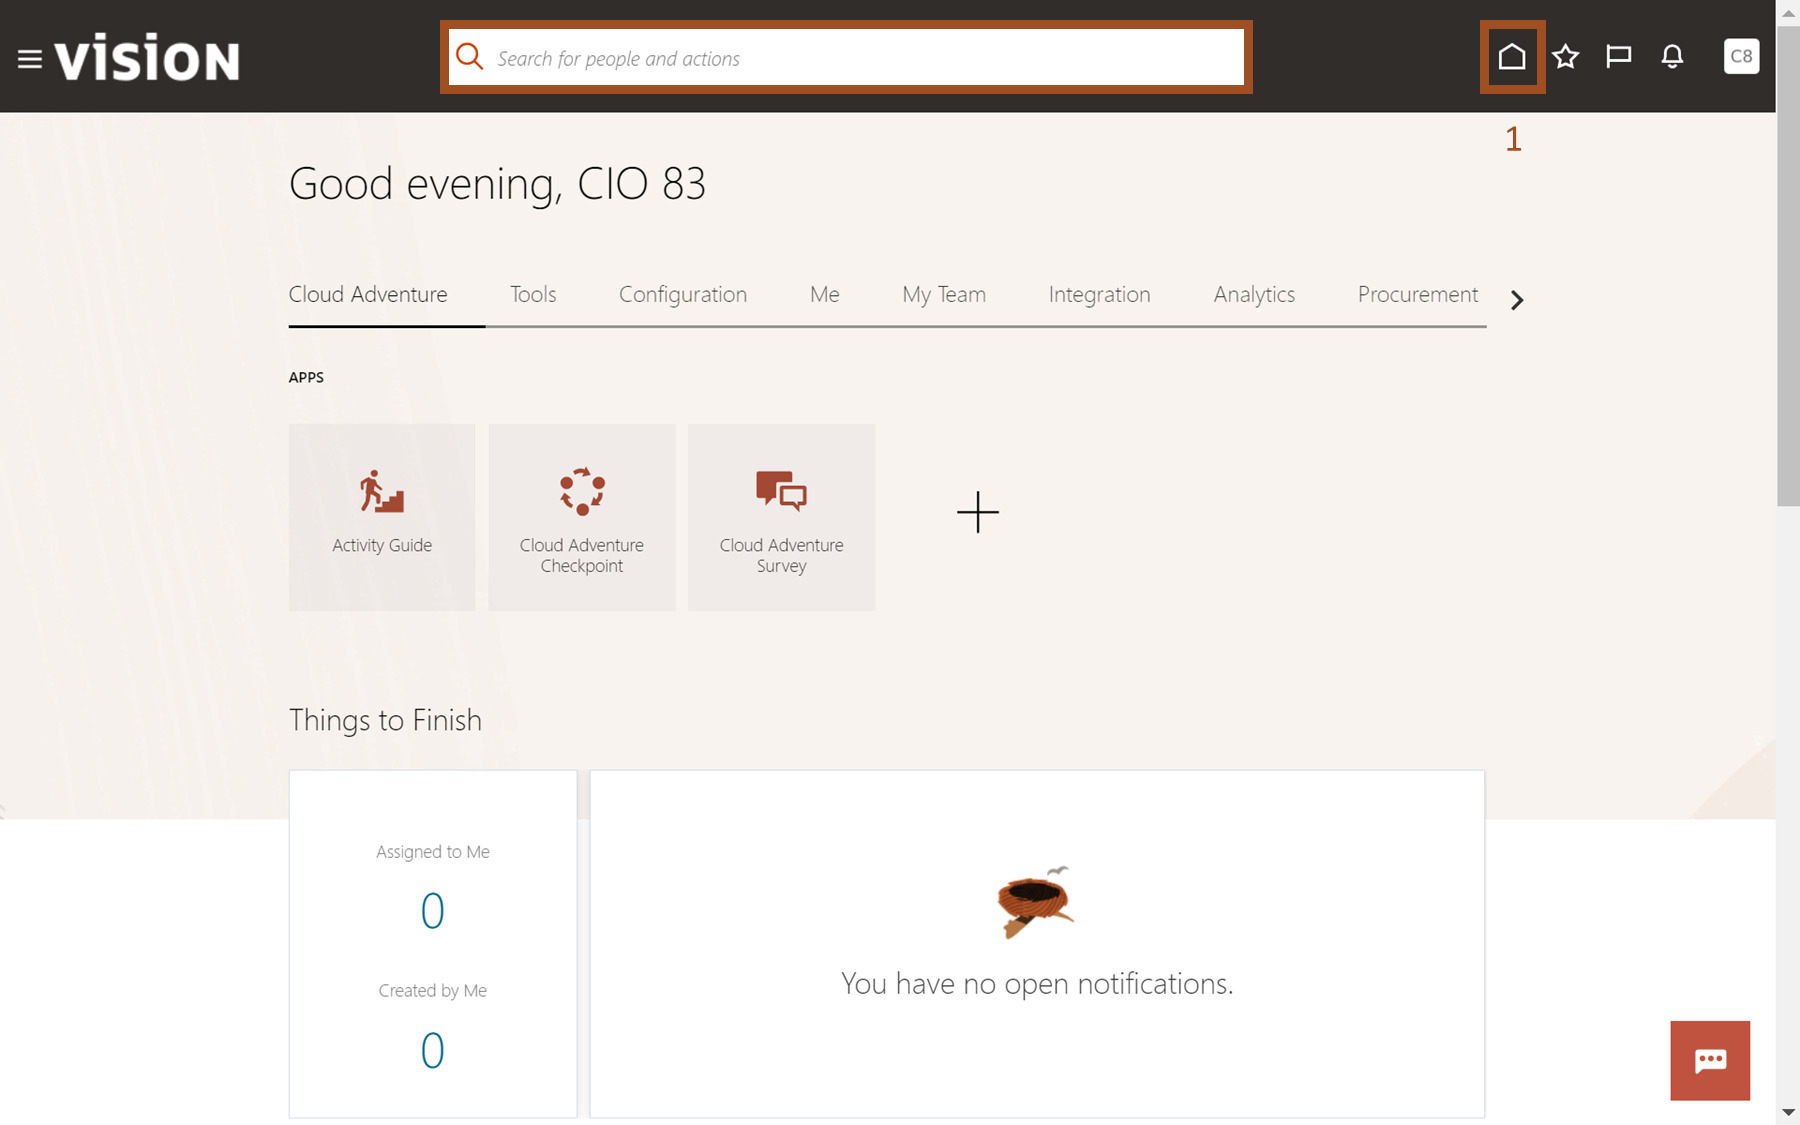 VISION
Search for people and actions
C8
1
Good evening, CIO 83
Cloud Adventure
Tools
Configuration
Me
My Team
Integration
Analytics
Procurement
APPS
Activity Guide
Cloud Adventure
Checkpoint
Cloud Adventure
Survey
Things to Finish
Assigned to Me
0
Created by Me
0
You have no open notifications.